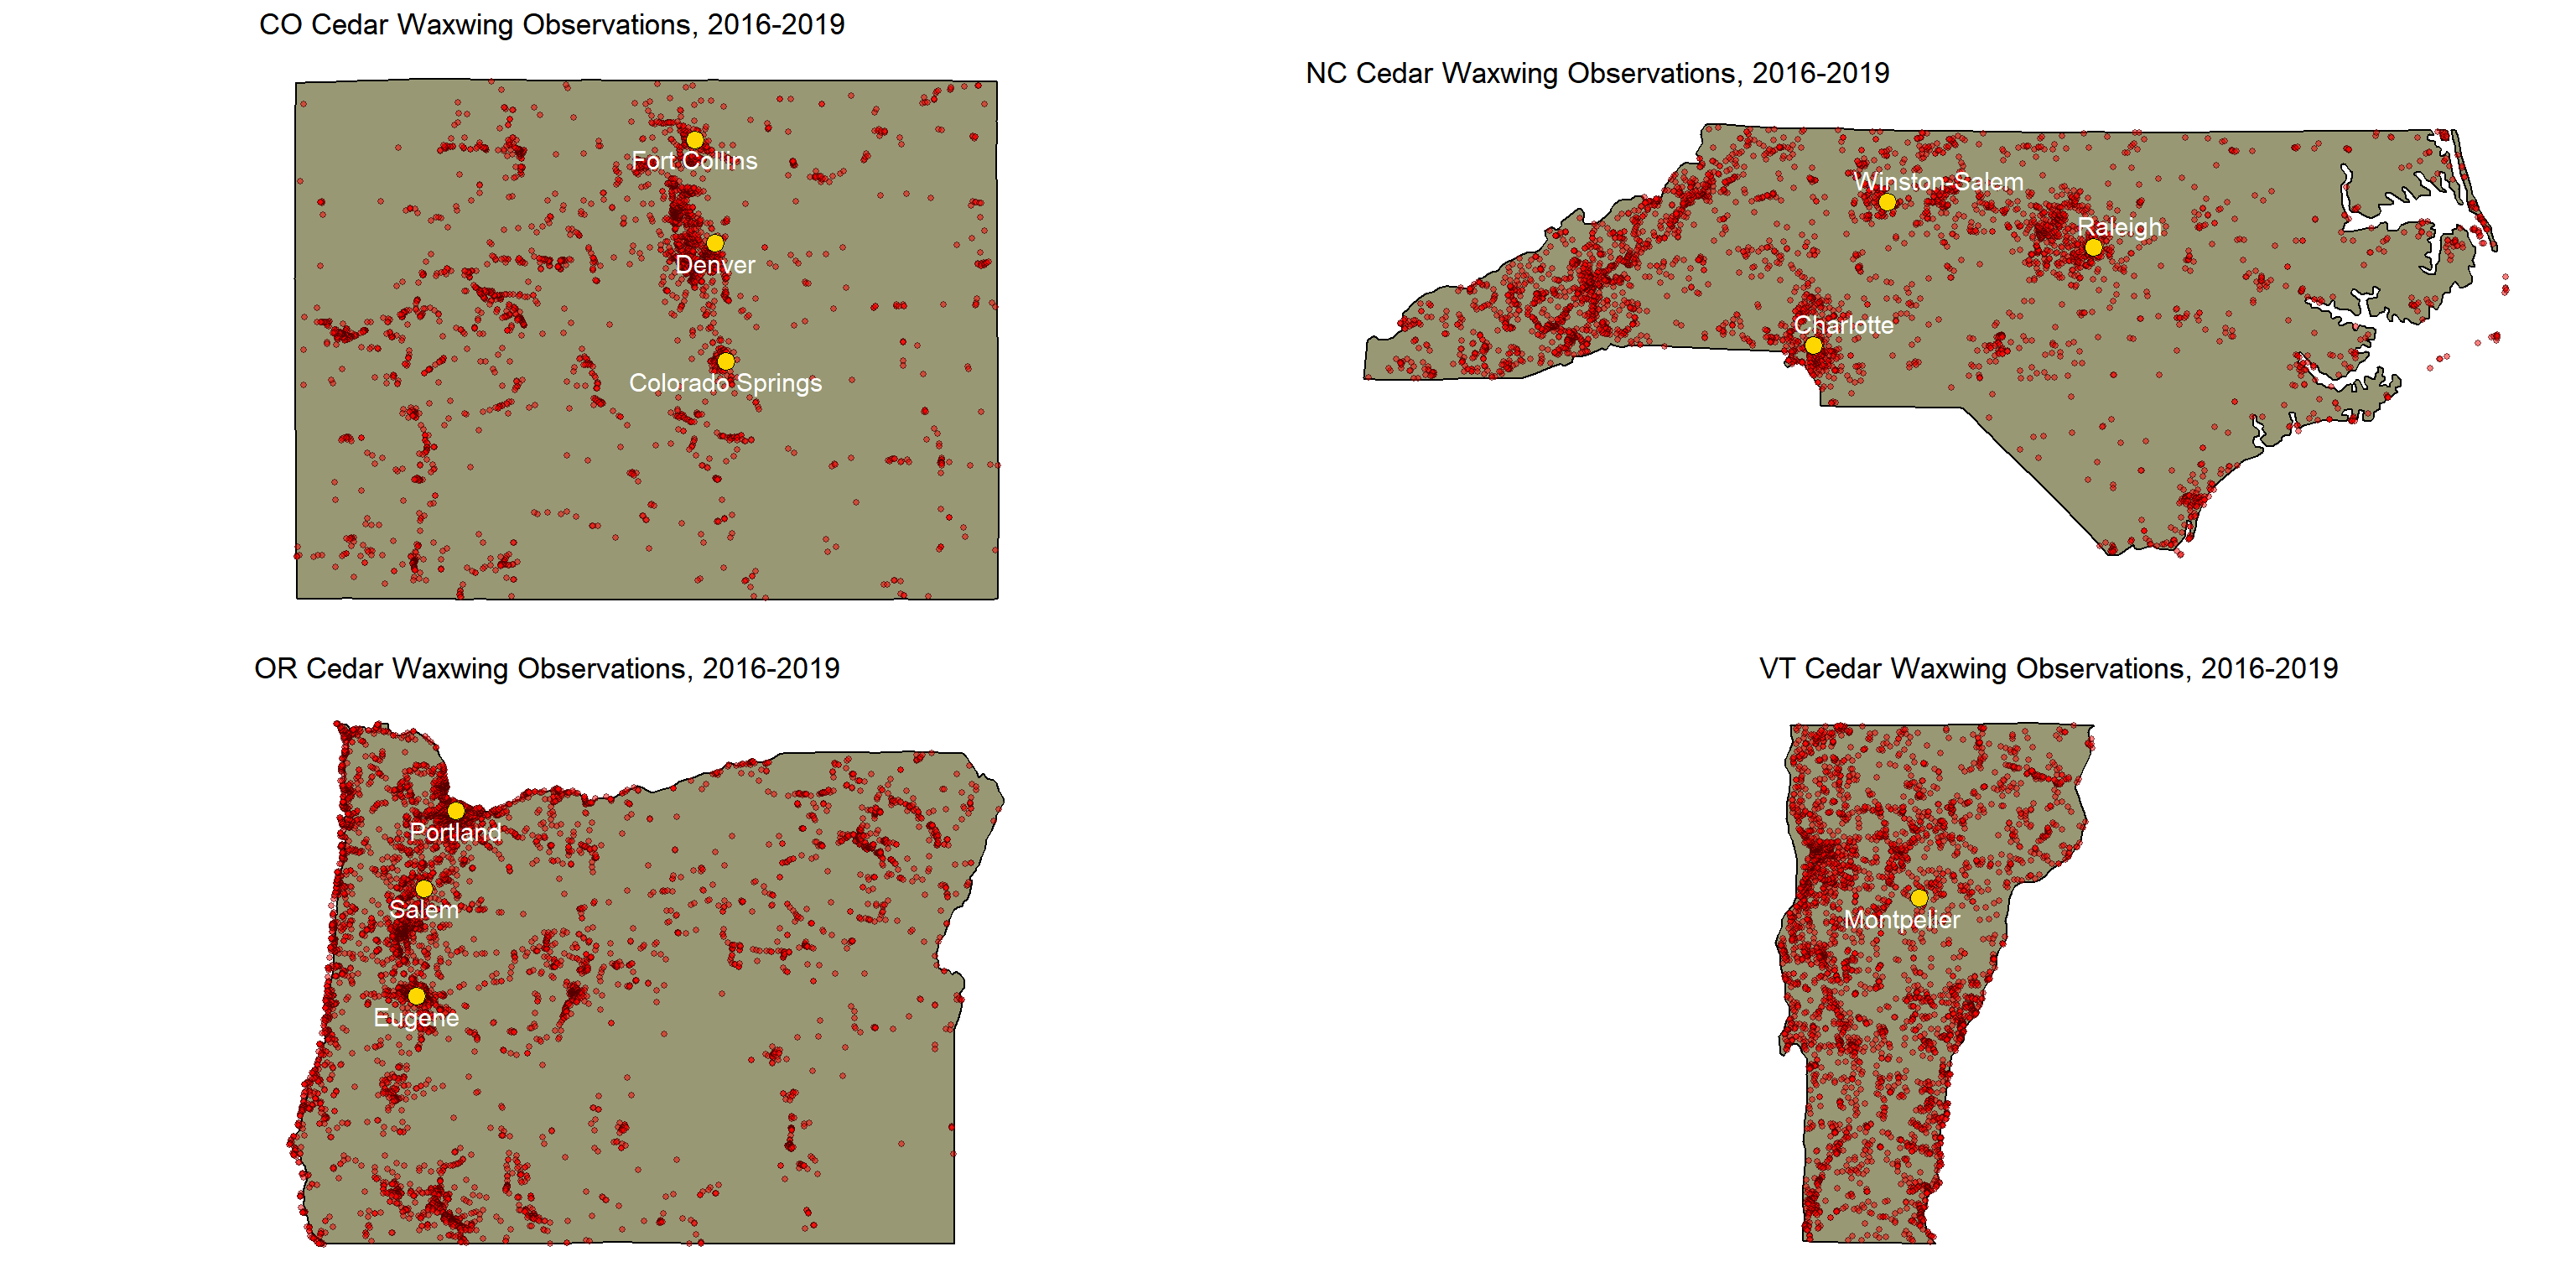 CO Cedar Waxwing Observations, 2016-2019
Fort Collins
Denver
Colorado Springs
NC Cedar Waxwing Observations, 2016-2019
Winston-Salem
Raleigh
Charlotte
OR Cedar Waxwing Observations, 2016-2019
Portland
Salem
Eugene
VT Cedar Waxwing Observations, 2016-2019
Montpelier